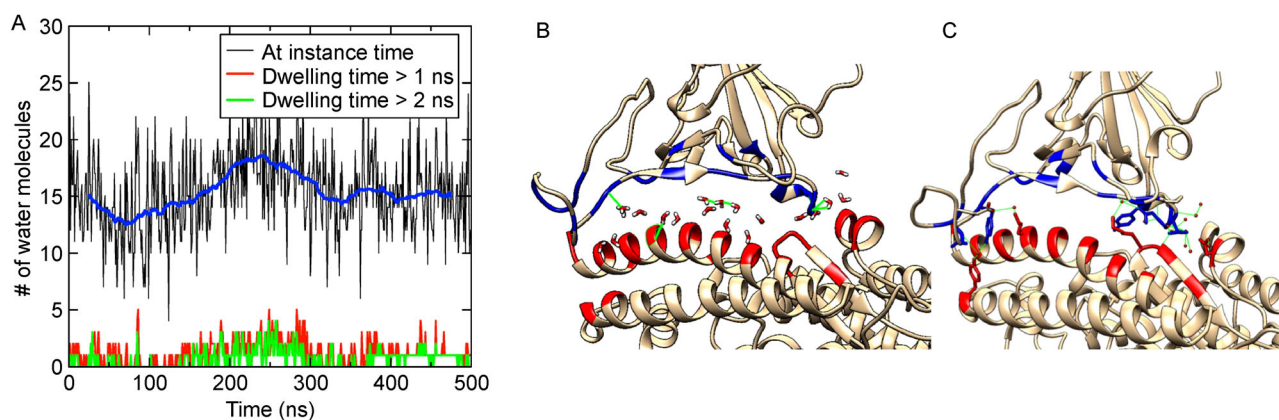 A
B
C
At instance time
Dwelling time > 1 ns
Dwelling time > 2 ns
# of water molecules
30
25
20
15
10
5
0
0 100 200 300 400 500
Time (ns)